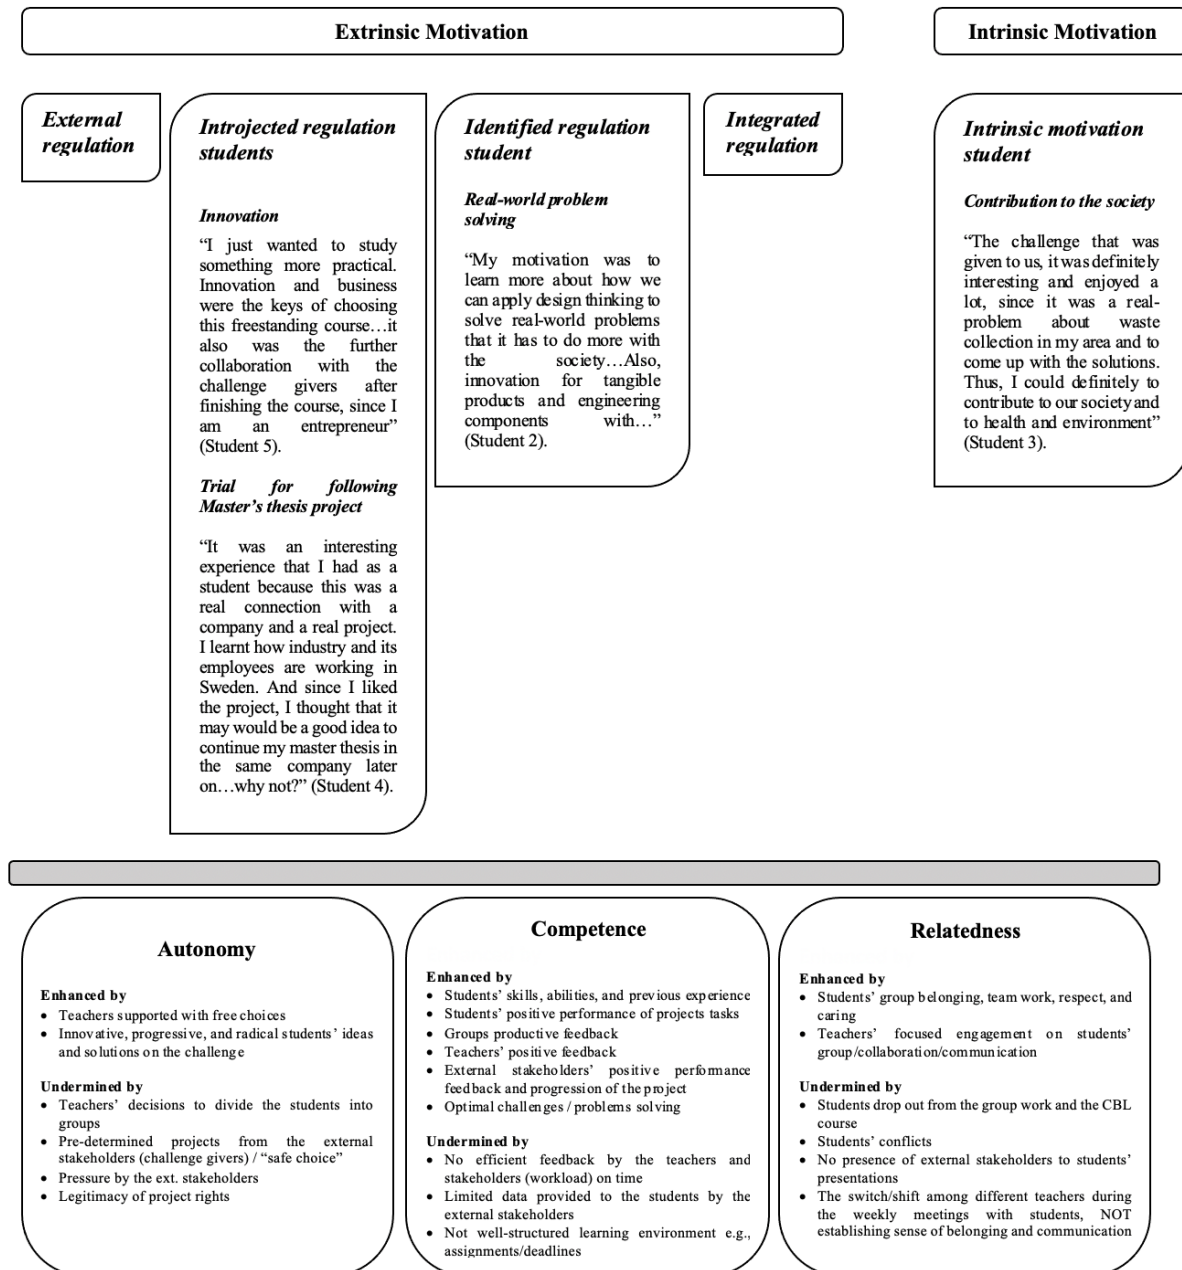 Extrinsic Motivation
Intrinsic Motivation
External
regulation
Introjected regulation
students
Innovation
“I just wanted to study
something more practical.
Innovation and business
were the keys of choosing
this freestanding course…it
also was the further
collaboration with the
challenge givers after
finishing the course, since I
am an entrepreneur”
(Student 5).
Trial for following
Master’s thesis project
“It was an interesting
experience that I had as a
student because this was a
real connection with a
company and a real project.
I learnt how industry and its
employees are working in
Sweden. And since I liked
the project, I thought that it
may would be a good idea to
continue my master thesis in
the same company later
on…why not?” (Student 4).
Identified regulation
student
Real-world problem
solving
“My motivation was to
learn more about how we
can apply design thinking to
solve real-world problems
that it has to do more with
the society…Also,
innovation for tangible
products and engineering
components with…”
(Student 2).
Integrated
regulation
Intrinsic motivation
student
Contribution to the society
“The challenge that was
given to us, it was definitely
interesting and enjoyed a
lot, since it was a real-
problem about waste
collection in my area and to
come up with the solutions.
Thus, I could definitely to
contribute to our society and
to health and environment”
(Student 3).
Autonomy
Enhanced by
• Teachers supported with free choices
• Innovative, progressive, and radical students’ ideas
and solutions on the challenge
Undermined by
• Teachers’ decisions to divide the students into
groups
• Pre-determined projects from the external
stakeholders (challenge givers) / “safe choice”
• Pressure by the ext. stakeholders
• Legitimacy of project rights
Competence
Enhanced by
• Students’ skills, abilities, and previous experience
• Students’ positive performance of projects tasks
• Groups productive feedback
• Teachers’ positive feedback
• External stakeholders’ positive performance
feedback and progression of the project
• Optimal challenges / problems solving
Undermined by
• No efficient feedback by the teachers and
stakeholders (workload) on time
• Limited data provided to the students by the
external stakeholders
• Not well-structured learning environment e.g.,
assignments/deadlines
Relatedness
Enhanced by
• Students’ group belonging, team work, respect, and
caring
• Teachers’ focused engagement on students’
group/collaboration/communication
Undermined by
• Students drop out from the group work and the CBL
course
• Students’ conflicts
• No presence of external stakeholders to students’
presentations
• The switch/shift among different teachers during
the weekly meetings with students, NOT
establishing sense of belonging and communication